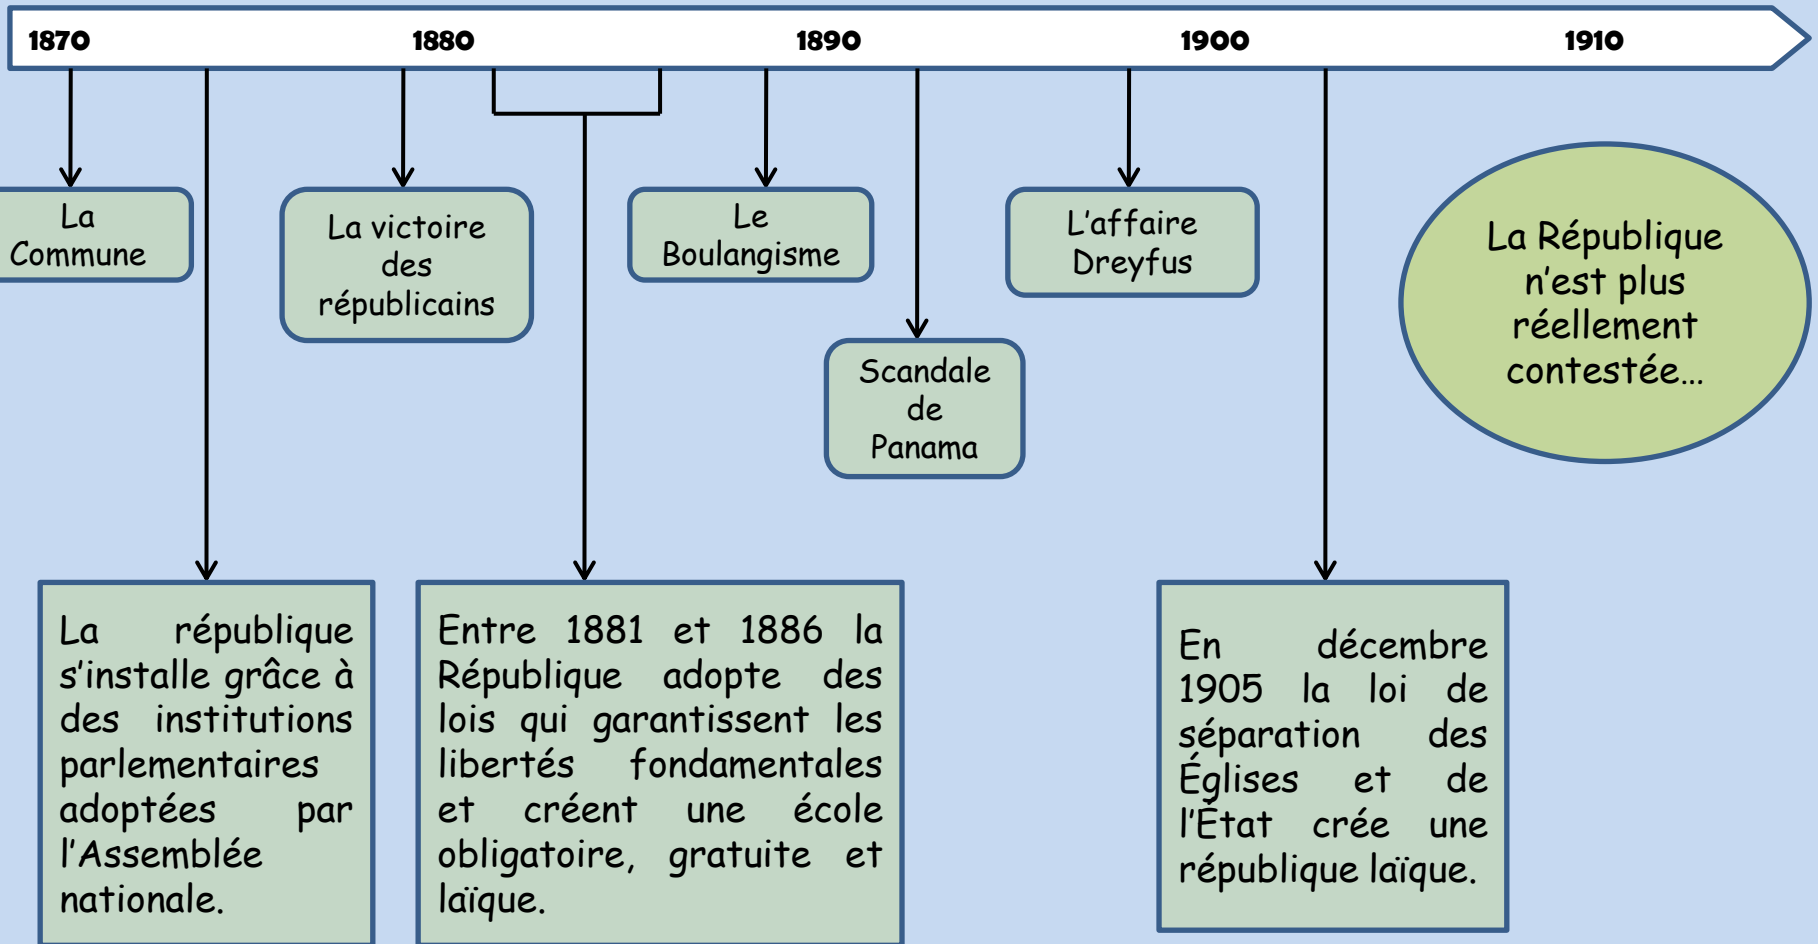 1870 1880 1890 1900 1910
La
Commune
La victoire
des
républicains
Le
Boulangisme
L'affaire
Dreyfus
La République
n'est plus
réellement
contestée…
Scandale
de
Panama
La république
s'installe grâce à
des institutions
parlementaires
adoptées par
l'Assemblée
nationale.
Entre 1881 et 1886 la
République adopte des
lois qui garantissent les
libertés fondamentales
et créent une école
obligatoire, gratuite et
laïque.
En décembre
1905 la loi de
séparation des
Églises et de
l'État crée une
république laïque.